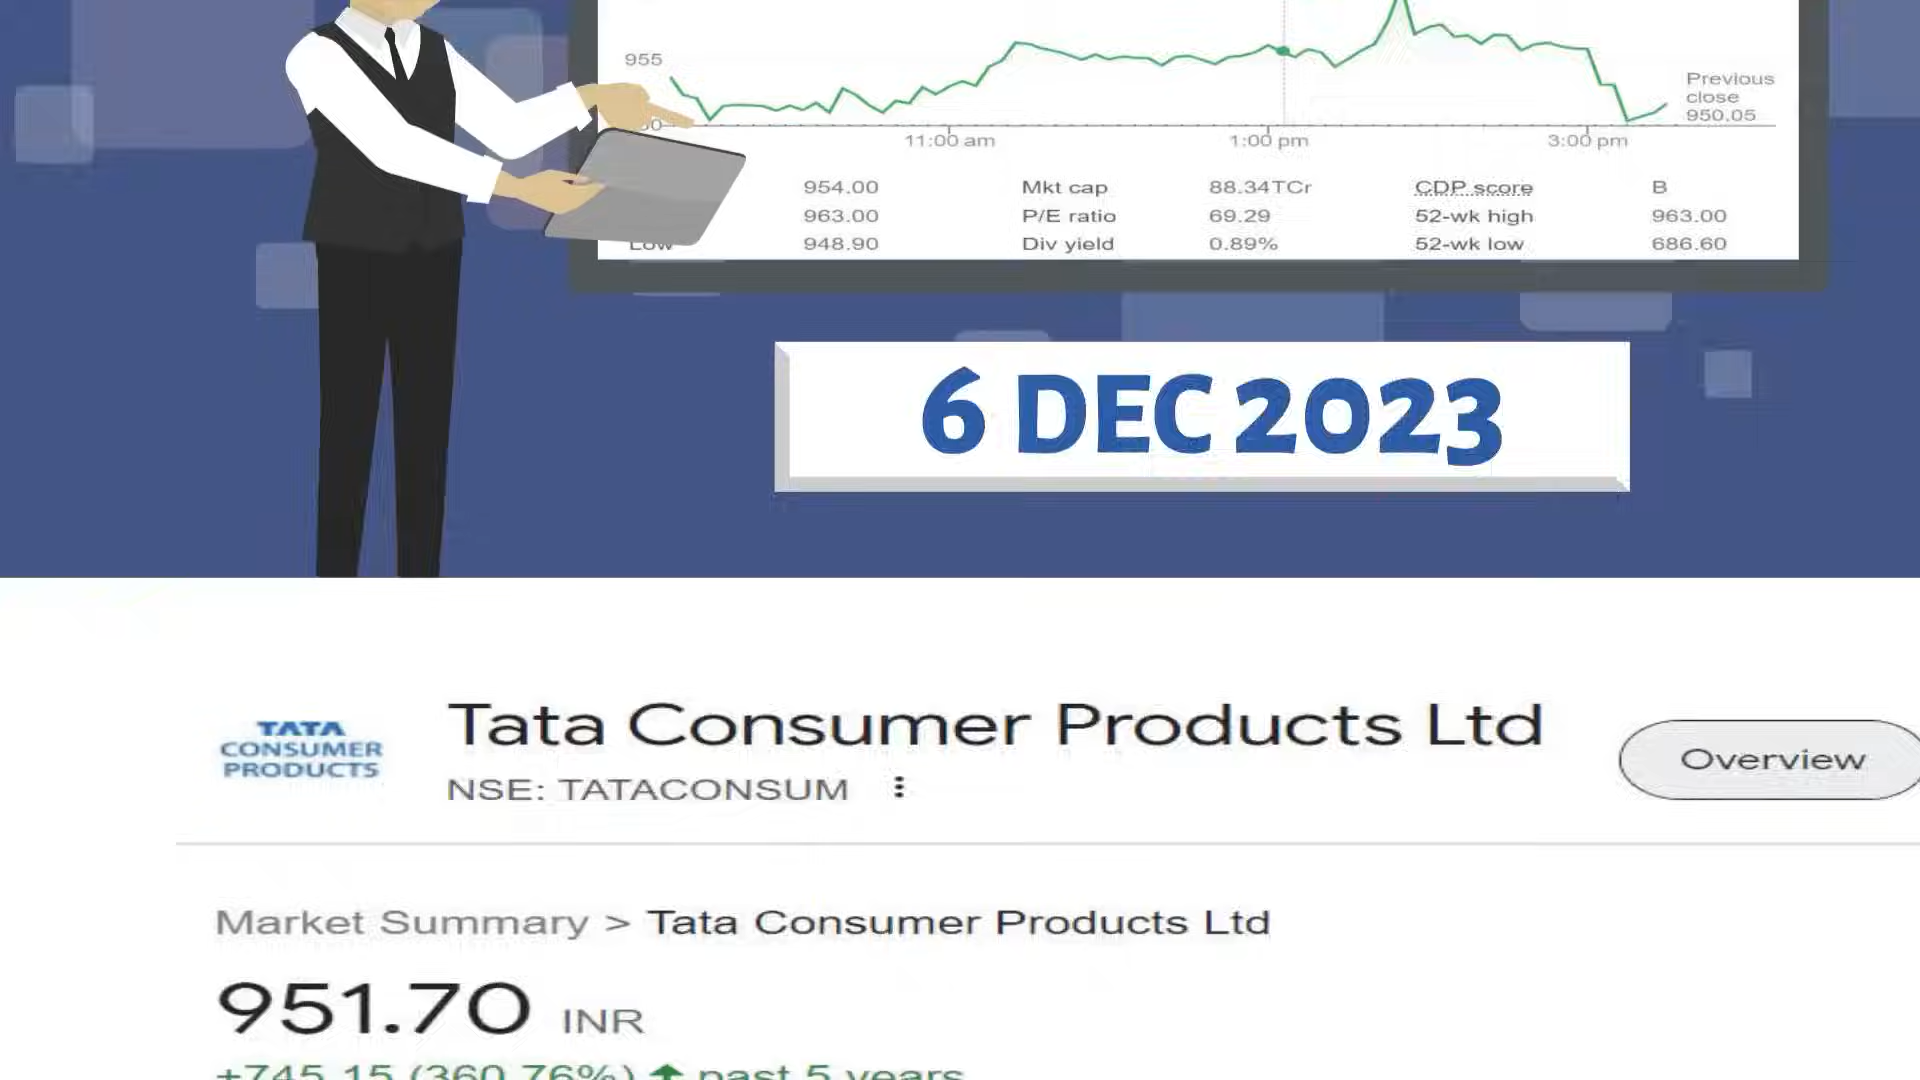 955
Previous
close
950.05
11:00 am 1:00 pm 3:00 pm
954.00 Mkt cap 88.34TCr CDP score B
963.00 P/E ratio 69.29 52-wk high 963.00
Low 948.90 Div yield 0.89% 52-wk low 686.60
6 DEC 2023
TATA
CONSUMER
PRODUCTS
Tata Consumer Products Ltd
NSE: TATACONSUM
Overview
Market Summary > Tata Consumer Products Ltd
951.70 INR
+745.15 (360.76%) past 5 years